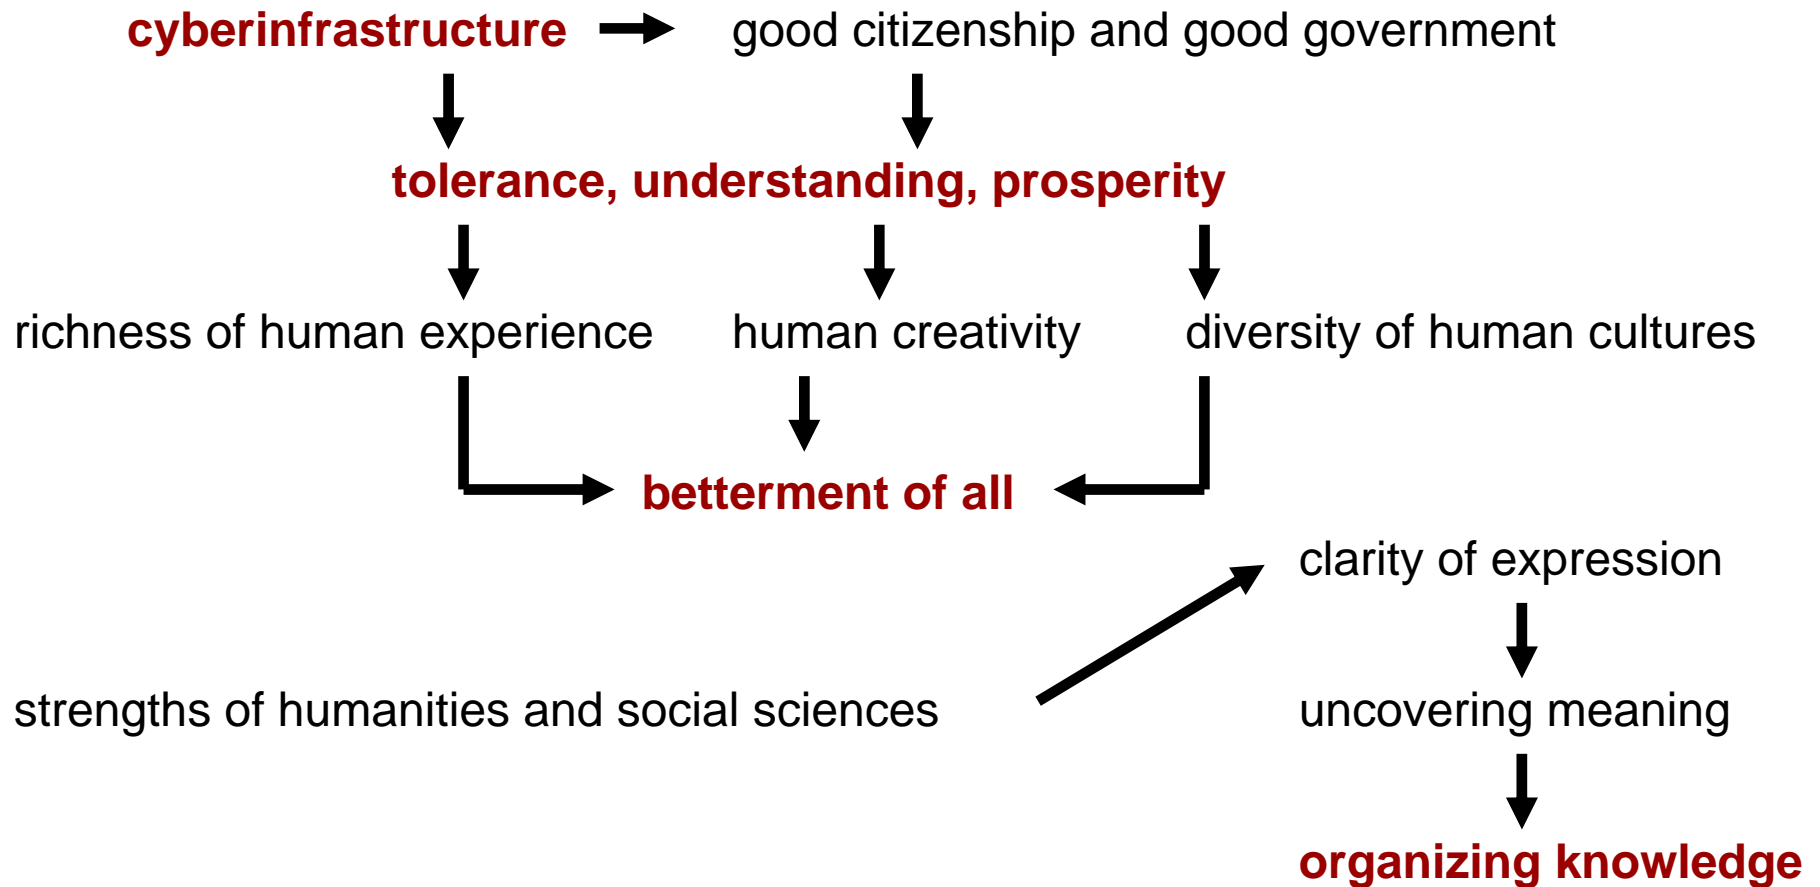 cyberinfrastructure good citizenship and good government
tolerance, understanding, prosperity
richness of human experience human creativity diversity of human cultures
betterment of all
clarity of expression
strengths of humanities and social sciences uncovering meaning
organizing knowledge